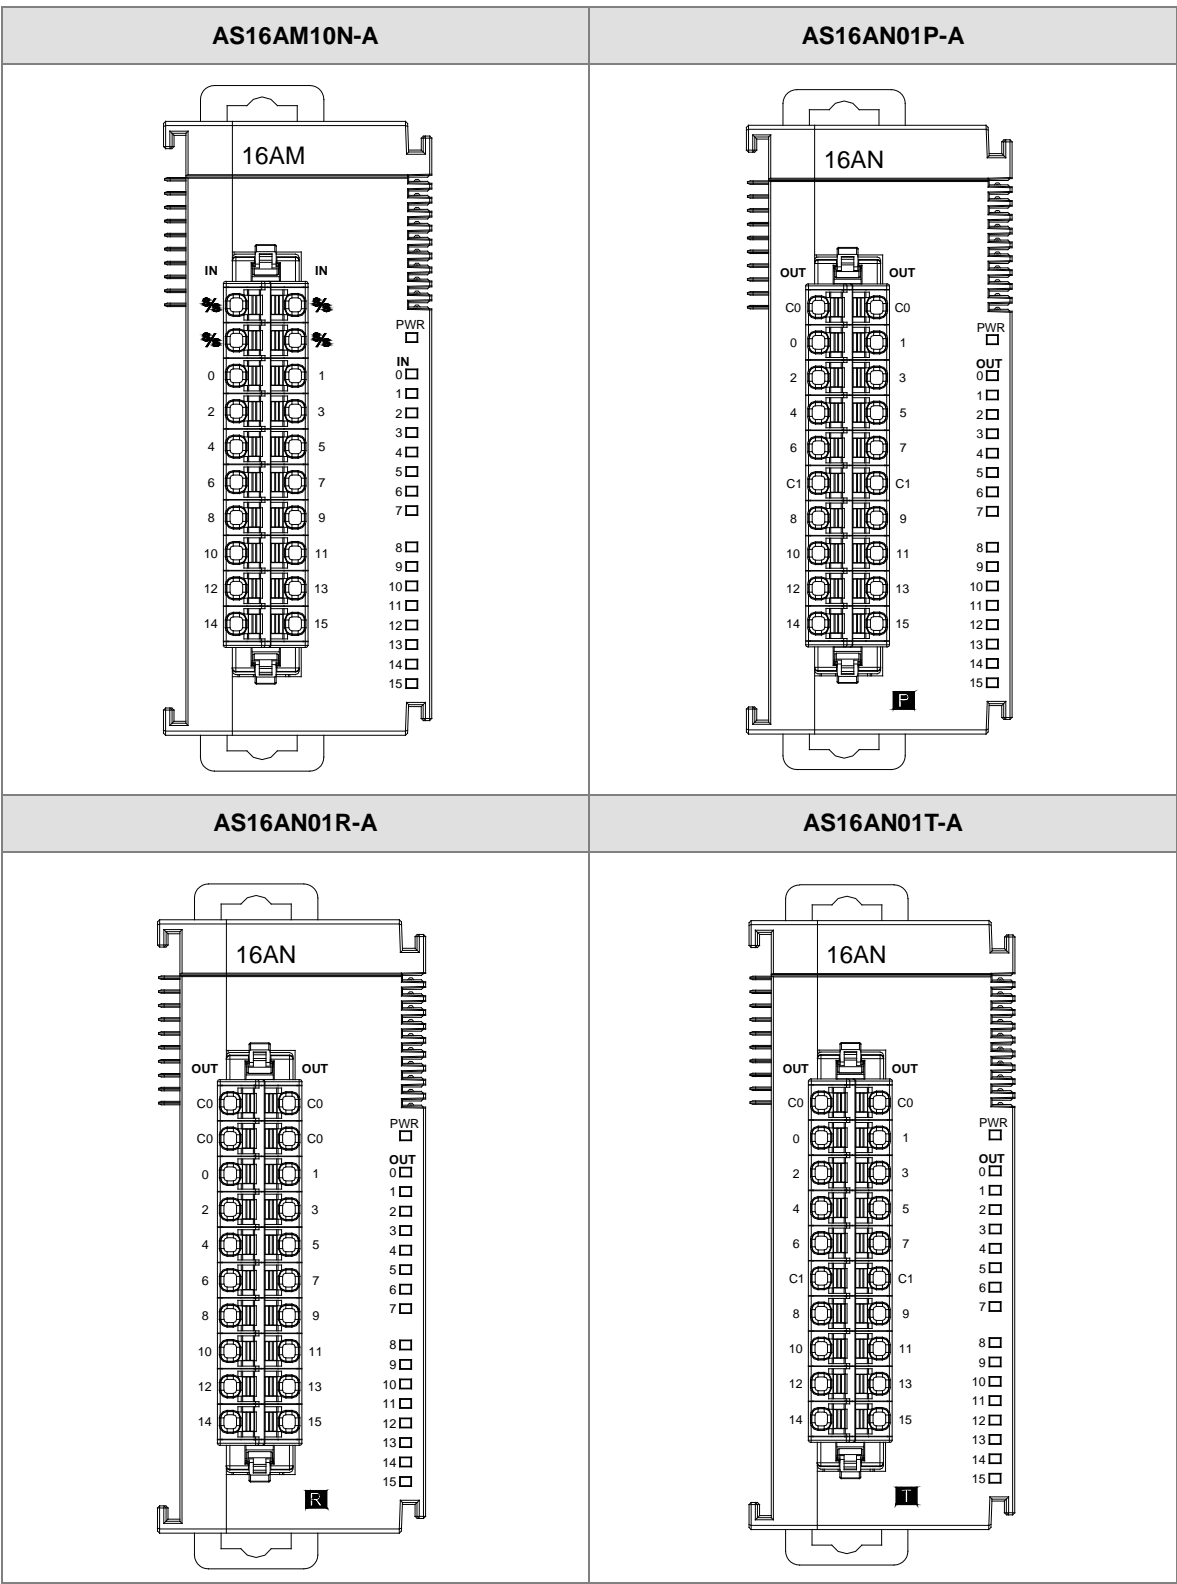 AS16AM10N-A AS16AN01P-A
16AM
IN IN
S/S S/S
PWR
S/S S/S
IN
0 1 0
1
2 3 2
3
4 5 4
5
6 7 6
7
8 9
10 11 8
9
12 13 10
11
14 15 12
13
14
15
16AN
OUT OUT
C0 C0
PWR
0 1
OUT
2 3 0
1
4 5 2
3
6 7 4
5
C1 C1 6
7
8 9
10 11 8
9
12 13 10
11
14 15 12
13
14
15
P
AS16AN01R-A AS16AN01T-A
16AN
OUT OUT
C0 C0
PWR
C0 C0
OUT
0 1 0
1
2 3 2
3
4 5 4
5
6 7 6
7
8 9
10 11 8
9
12 13 10
11
14 15 12
13
14
15
R
16AN
OUT OUT
C0 C0
PWR
0 1
OUT
2 3 0
1
4 5 2
3
6 7 4
5
C1 C1 6
7
8 9
10 11 8
9
12 13 10
11
14 15 12
13
14
15
T